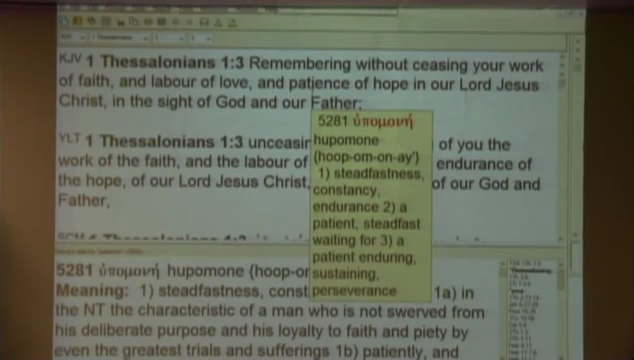 KJV 1 Thessalonians 1:3 Remembering without ceasing your work
of faith, and labour of love, and patience of hope in our Lord Jesus
Christ, in the sight of God and our Father;
YLT 1 Thessalonians 1:3 unceasin of you the
work of the faith, and the labour of endurance of
the hope, of our Lord Jesus Christ, of our God and
Father,
5281 ὑπομονή
hupomone
{hoop-om-on-ay'}
1) steadfastness,
constancy,
endurance 2) a
patient, steadfast
waiting for 3) a
patient enduring,
sustaining,
perseverance
5281 ὑπομονή hupomone {hoop-or
Meaning: 1) steadfastness, const 1a) in
the NT the characteristic of a man who is not swerved from
his deliberate purpose and his loyalty to faith and piety by
even the greatest trials and sufferings 1b) patiently, and